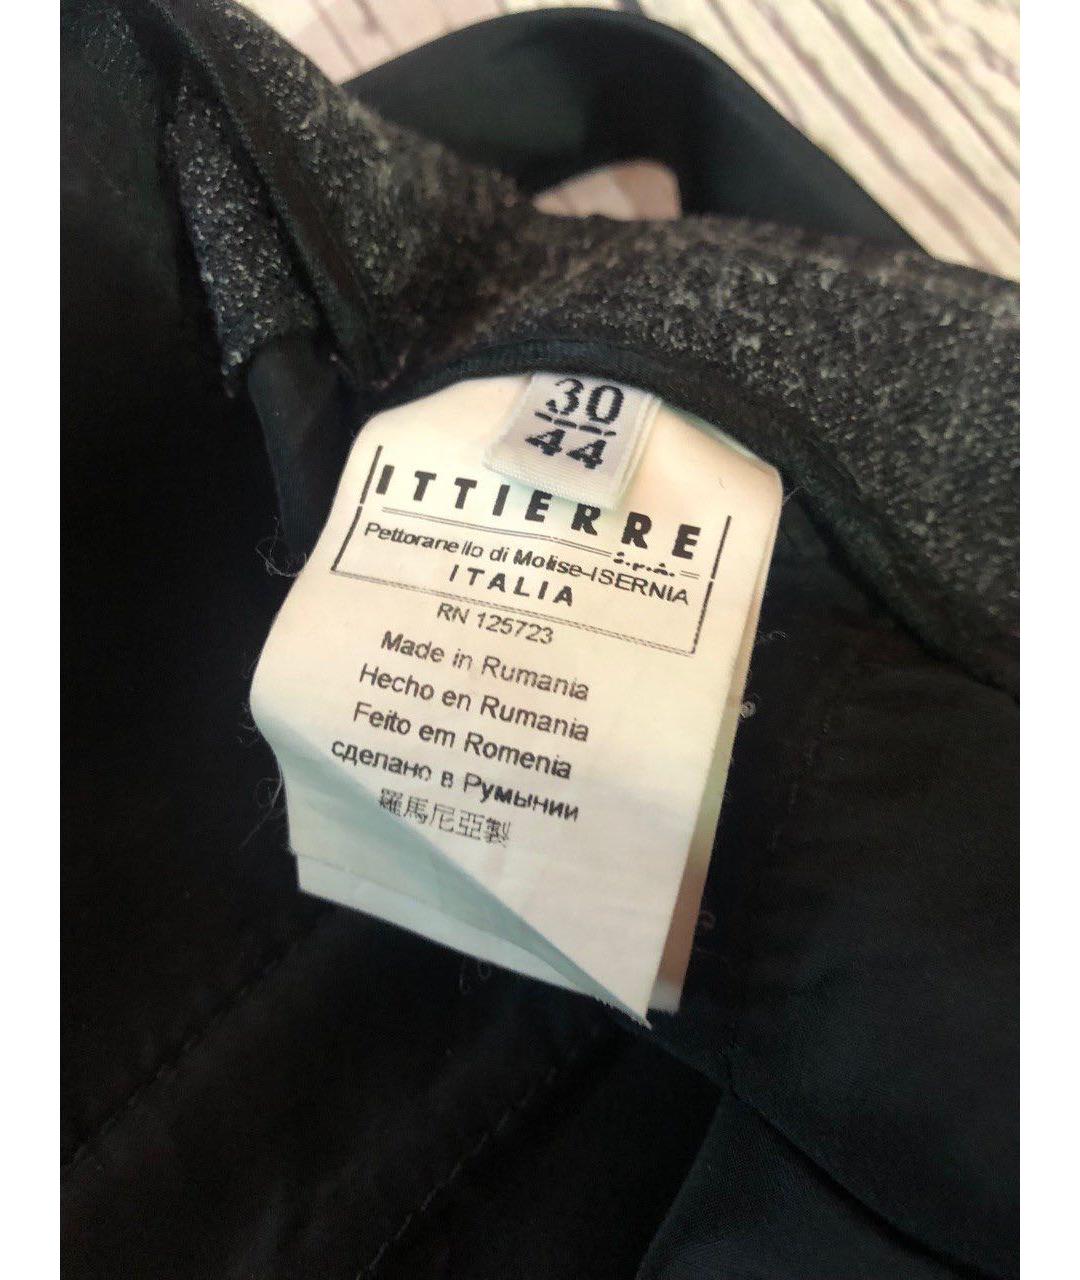 30
44
ITTIERRE
S.p.A.
Pettoranello di Molise-ISERNIA
ITALIA
RN 125723
Made in Rumania
Hecho en Rumania
Feito em Romenia
сделано в Румынии
羅馬尼亞製